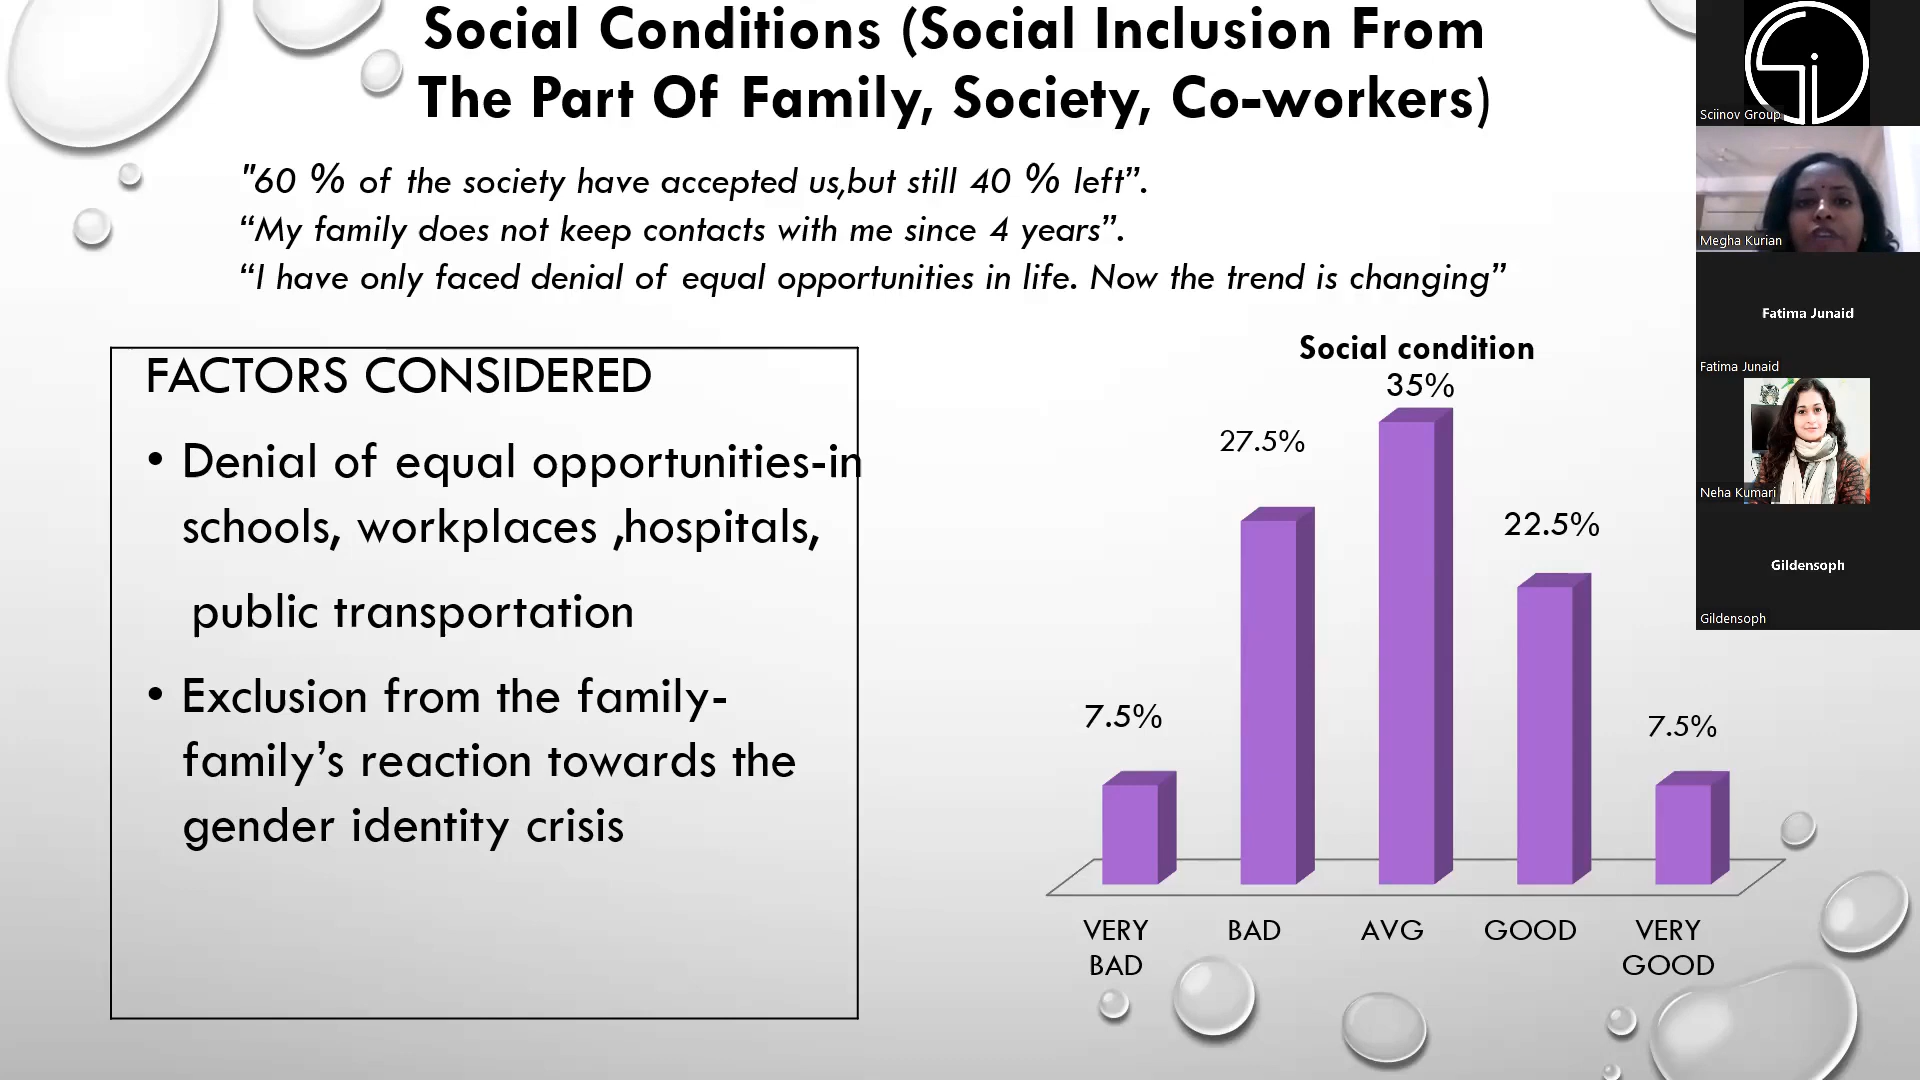 Social Conditions (Social Inclusion From
The Part Of Family, Society, Co-workers)
"60 % of the society have accepted us,but still 40 % left”.
“My family does not keep contacts with me since 4 years”.
“I have only faced denial of equal opportunities in life. Now the trend is changing”
FACTORS CONSIDERED
• Denial of equal opportunities-in
schools, workplaces ,hospitals,
public transportation
• Exclusion from the family-
family’s reaction towards the
gender identity crisis
Social condition
35%
27.5%
22.5%
7.5%
7.5%
VERY BAD
BAD
AVG
GOOD
VERY GOOD
Sciinov Group
Megha Kurian
Fatima Junaid
Fatima Junaid
Neha Kumari
Gildensoph
Gildensoph